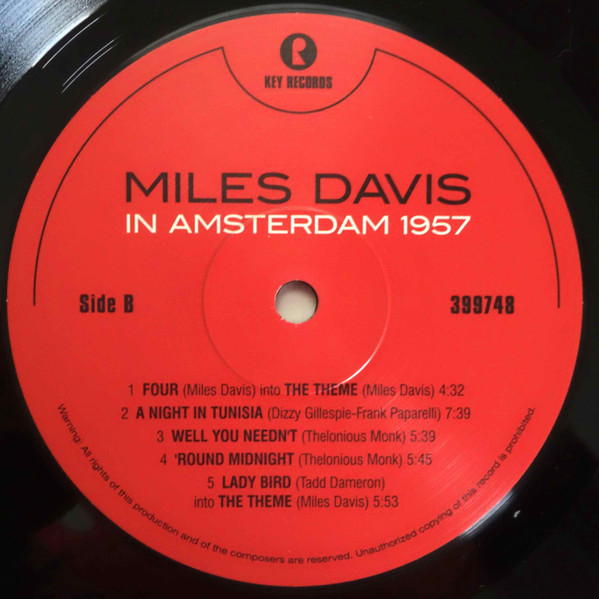 R
KEY RECORDS
MILES DAVIS
IN AMSTERDAM 1957
Side B
399748
1 FOUR (Miles Davis) into THE THEME (Miles Davis) 4:32
2 A NIGHT IN TUNISIA (Dizzy Gillespie-Frank Paparelli) 7:39
3 WELL YOU NEEDN'T (Thelonious Monk) 5:39
4 'ROUND MIDNIGHT (Thelonious Monk) 5:45
5 LADY BIRD (Tadd Dameron)
into THE THEME (Miles Davis) 5:53
Warning: All rights of this production and of the composers are reserved. Unauthorized copying of this record is prohibited.